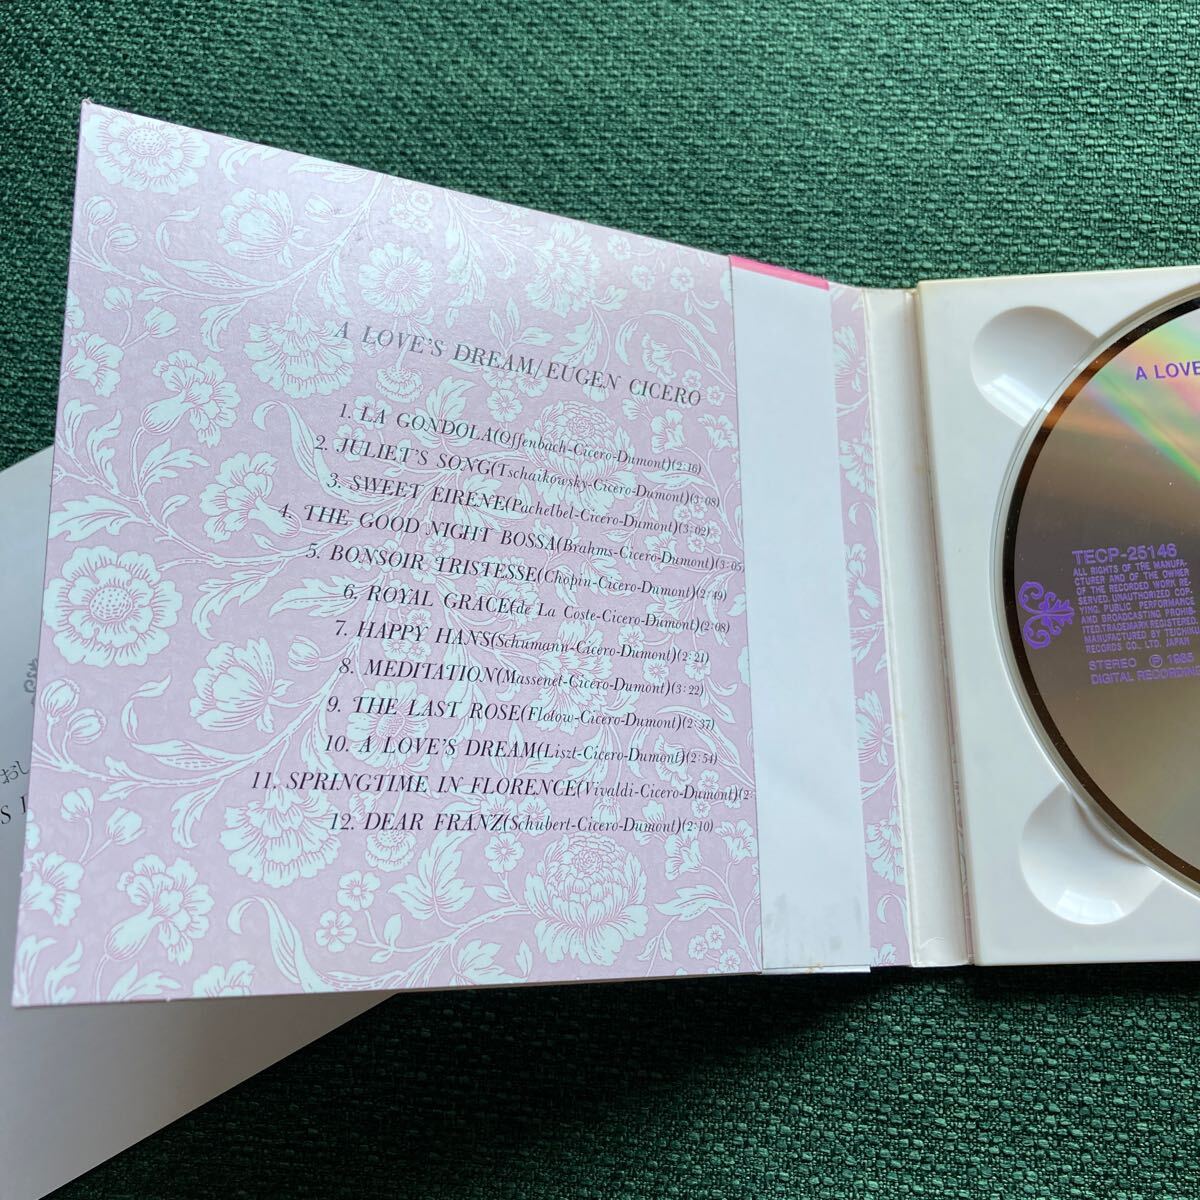 A LOVE'S DREAM/EUGEN CICERO
1. LA GONDOLA(Offenbach-Cicero-Dumont)(2:16)
2. JULIET'S SONG(Tschaikowsky-Cicero-Dumont)(3:08)
3. SWEET EIRENE(Pachelbel-Cicero-Dumont)(3:02)
4. THE GOOD NIGHT BOSSA(Brahms-Cicero-Dumont)(3:05
5. BONSOIR TRISTESSE(Chopin-Cicero-Dumont)(2:49)
6. ROYAL GRACE(de La Coste-Cicero-Dumont)(2:08)
7. HAPPY HANS(Schumann-Cicero-Dumont)(2:21)
8. MEDITATION(Massenet-Cicero-Dumont)(3:22)
9. THE LAST ROSE(Flotow-Cicero-Dumont)(2:37)
10. A LOVE'S DREAM(Liszt-Cicero-Dumont)(2:54)
11. SPRINGTIME IN FLORENCE(Vivaldi-Cicero-Dumont)(2
12. DEAR FRANZ(Schubert-Cicero-Dumont)(2:10)
A LOVE
TECP-25146
ALL RIGHTS OF THE MANUFA-
CTURER AND OF THE OWNER
OF THE RECORDED WORK RE-
SERVED. UNAUTHORIZED COP-
YING PUBLIC PERFORMANCE
AND BROADCASTING PROHIB-
ITED. TRADEMARK REGISTERED
MANUFACTURED BY TEICHIKU
RECORDS CO., LTD. JAPAN
STEREO ℗ 1985
DIGITAL RECORDING
おし
S I